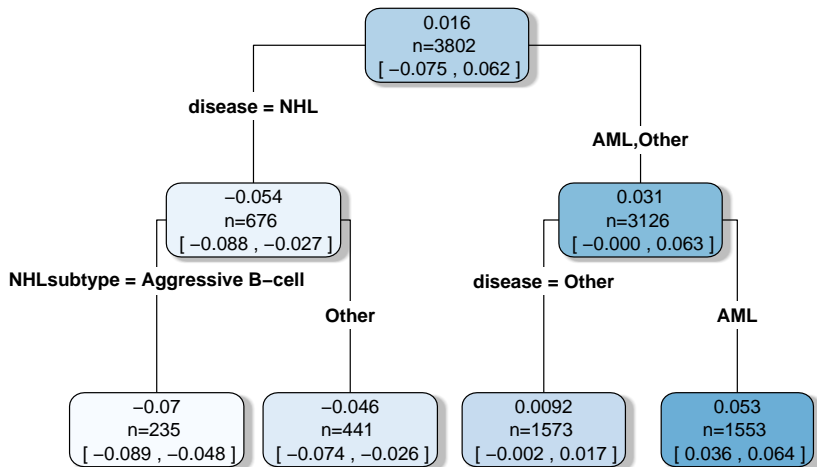 0.016
n=3802
[ −0.075 , 0.062 ]
disease = NHL
AML,Other
−0.054
n=676
[ −0.088 , −0.027 ]
0.031
n=3126
[ −0.000 , 0.063 ]
NHLsubtype = Aggressive B−cell
Other
disease = Other
AML
−0.07
n=235
[ −0.089 , −0.048 ]
−0.046
n=441
[ −0.074 , −0.026 ]
0.0092
n=1573
[ −0.002 , 0.017 ]
0.053
n=1553
[ 0.036 , 0.064 ]